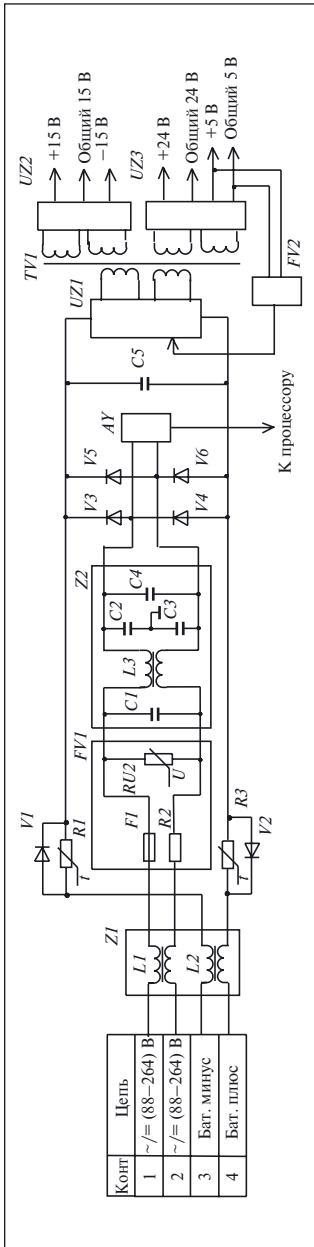 Конт
Цепь
1
~/= (88–264) В
2
~/= (88–264) В
3
Бат. минус
4
Бат. плюс
Z1
L1
L2
V1
R1
t
R3
t
V2
FV1
F1
R2
RU2
U
Z2
C1
L3
C2
C3
C4
V3
V5
V4
V6
AY
К процессору
C5
UZ1
TV1
UZ2
+15 В
Общий 15 В
−15 В
UZ3
+24 В
Общий 24 В
+5 В
Общий 5 В
FV2